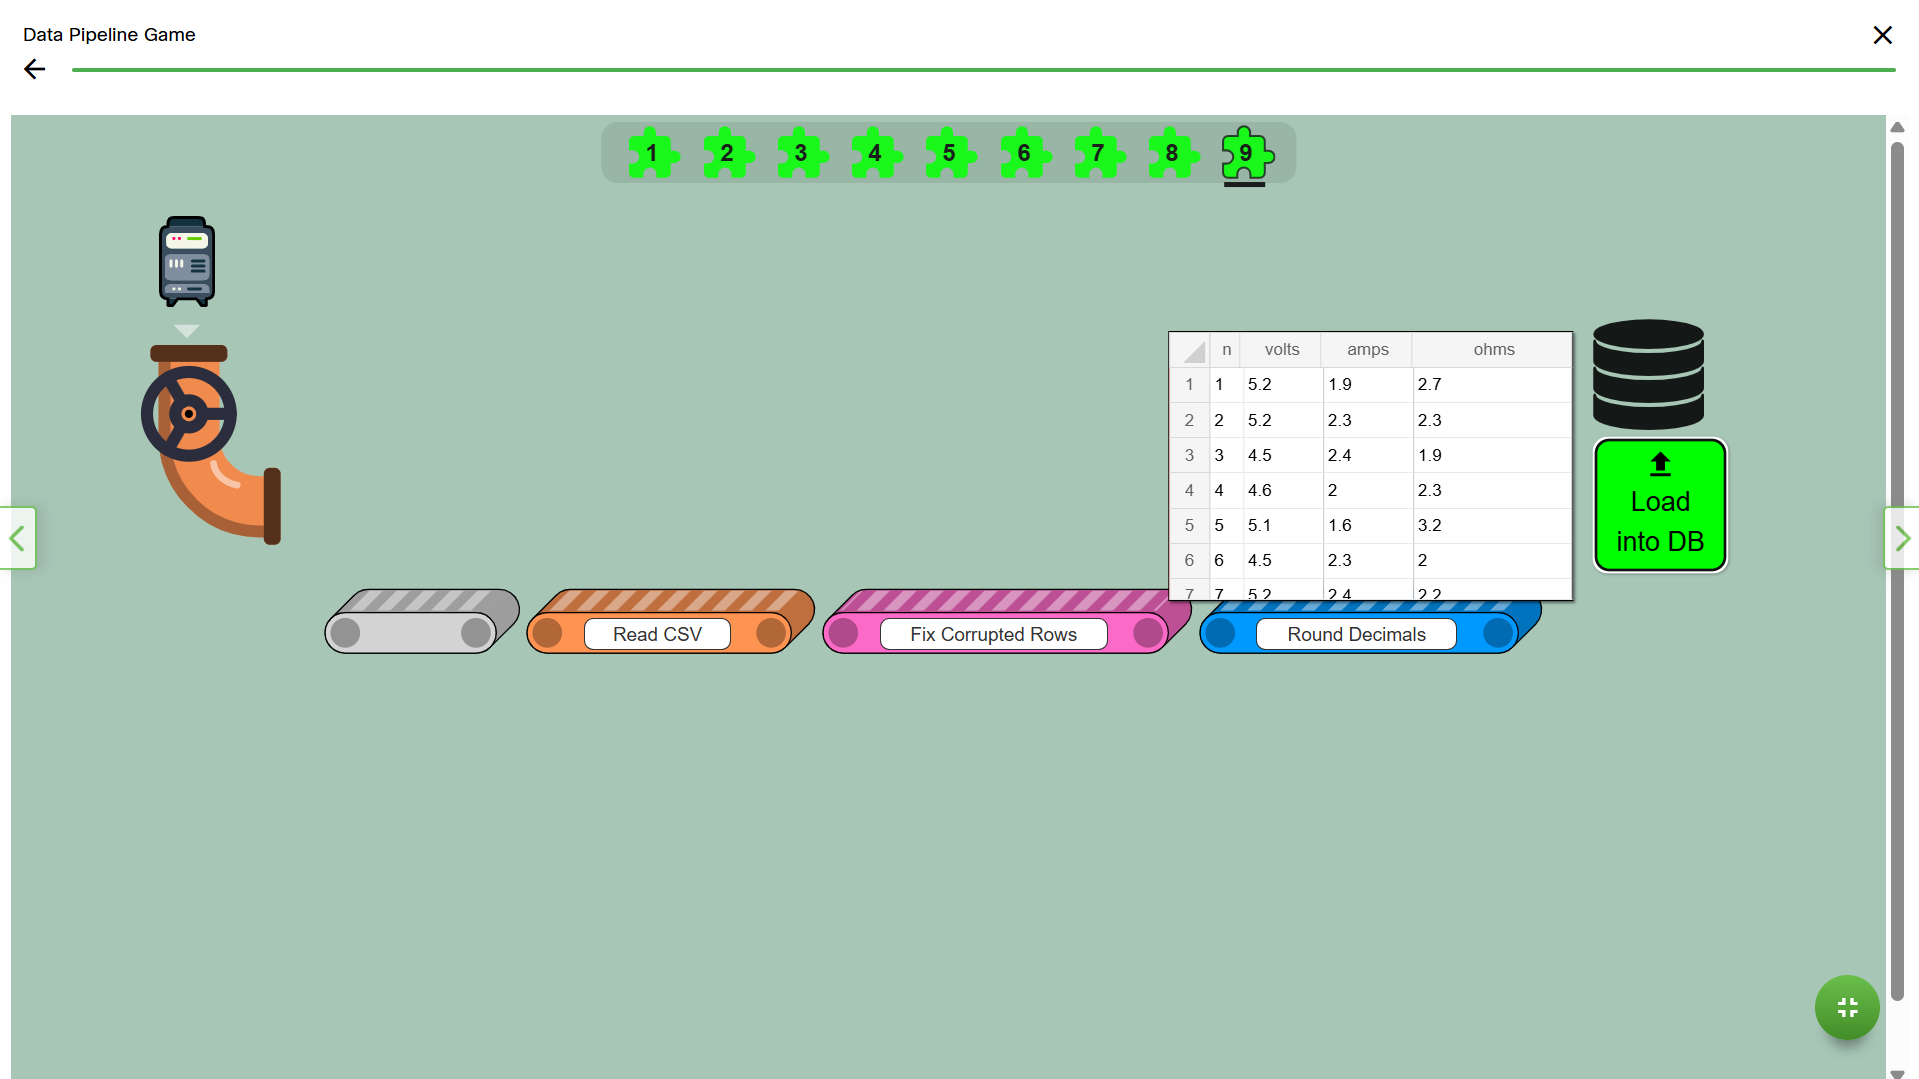 Data Pipeline Game
1 2 3 4 5 6 7 8 9
n volts amps ohms
1 1 5.2 1.9 2.7
2 2 5.2 2.3 2.3
3 3 4.5 2.4 1.9
4 4 4.6 2 2.3
5 5 5.1 1.6 3.2
6 6 4.5 2.3 2
7 7 5.2 2.4 2.2
Load
into DB
Read CSV
Fix Corrupted Rows
Round Decimals